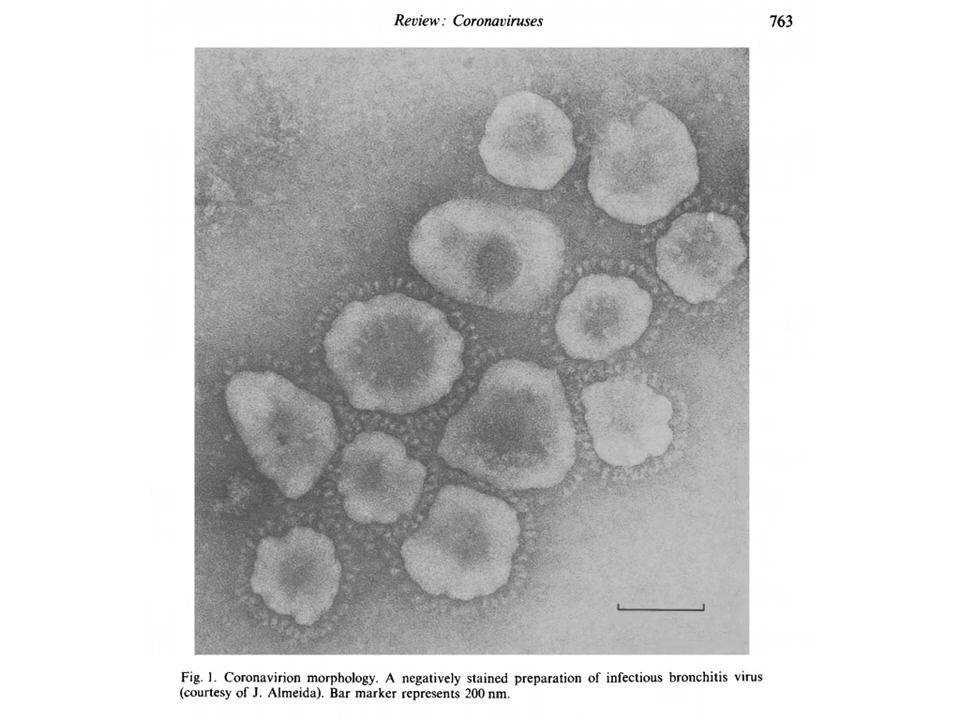 Review: Coronaviruses 763
Fig. 1. Coronavirion morphology. A negatively stained preparation of infectious bronchitis virus
(courtesy of J. Almeida). Bar marker represents 200 nm.